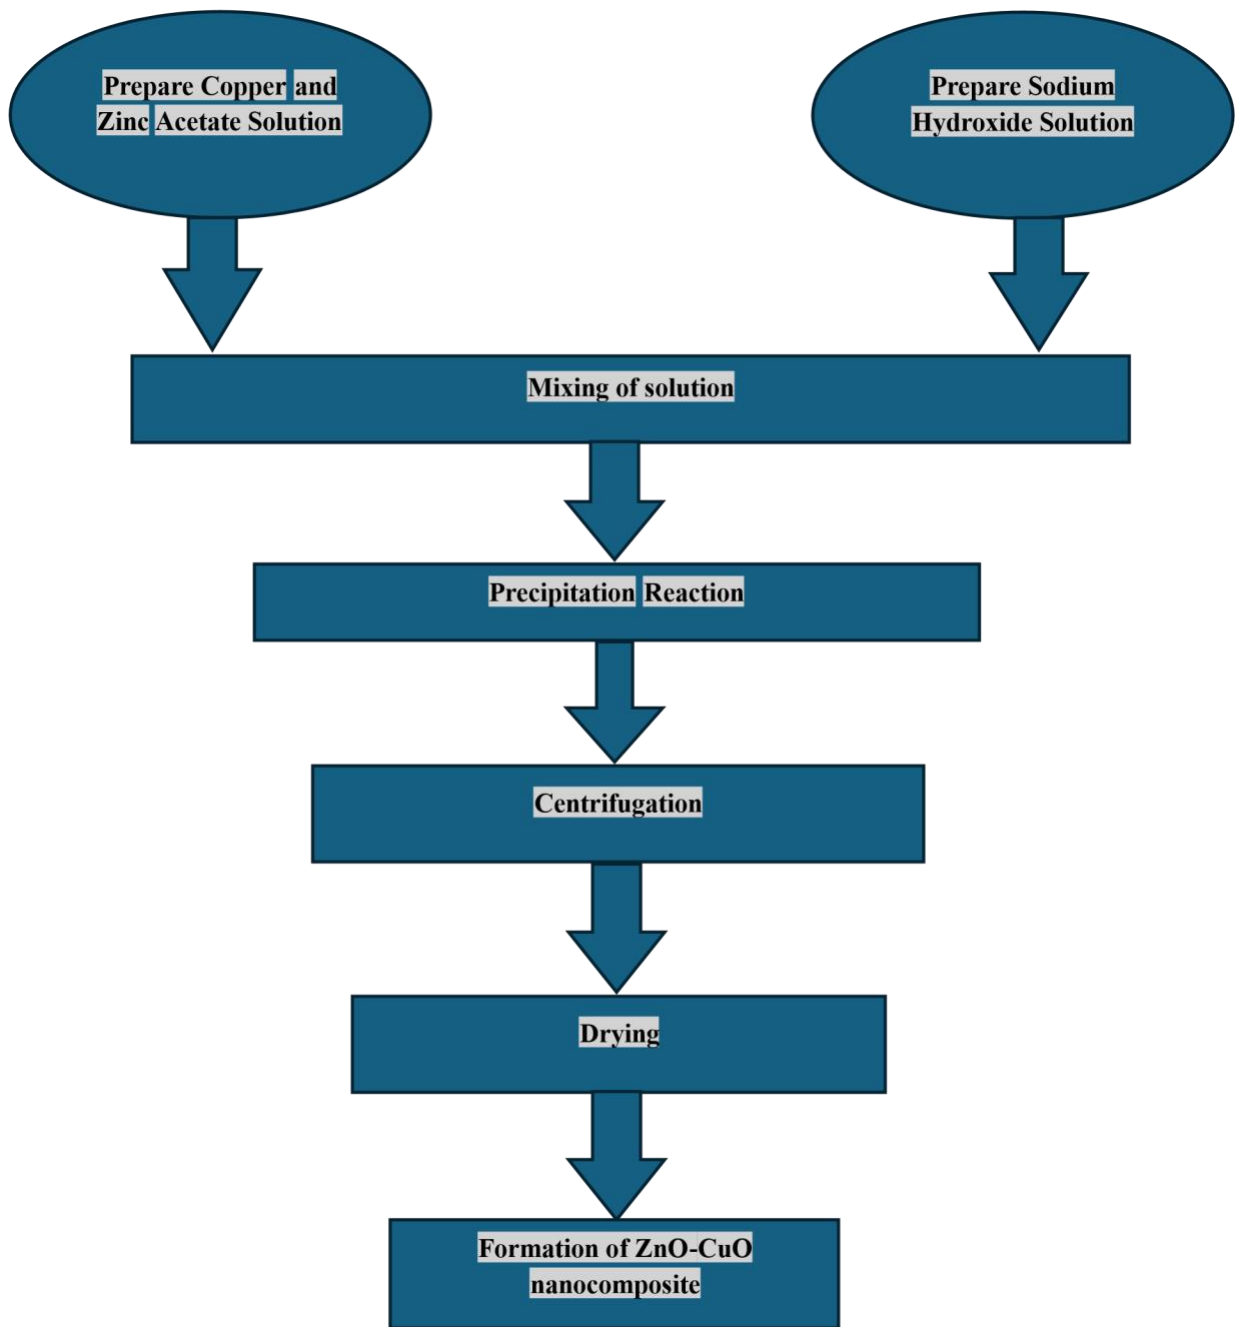 Prepare Copper and
Zinc Acetate Solution
Prepare Sodium
Hydroxide Solution
Mixing of solution
Precipitation Reaction
Centrifugation
Drying
Formation of ZnO-CuO
nanocomposite